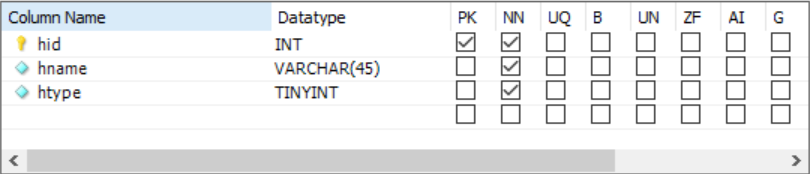 Column Name Datatype PK NN UQ B UN ZF AI G
hid INT
hname VARCHAR(45)
htype TINYINT